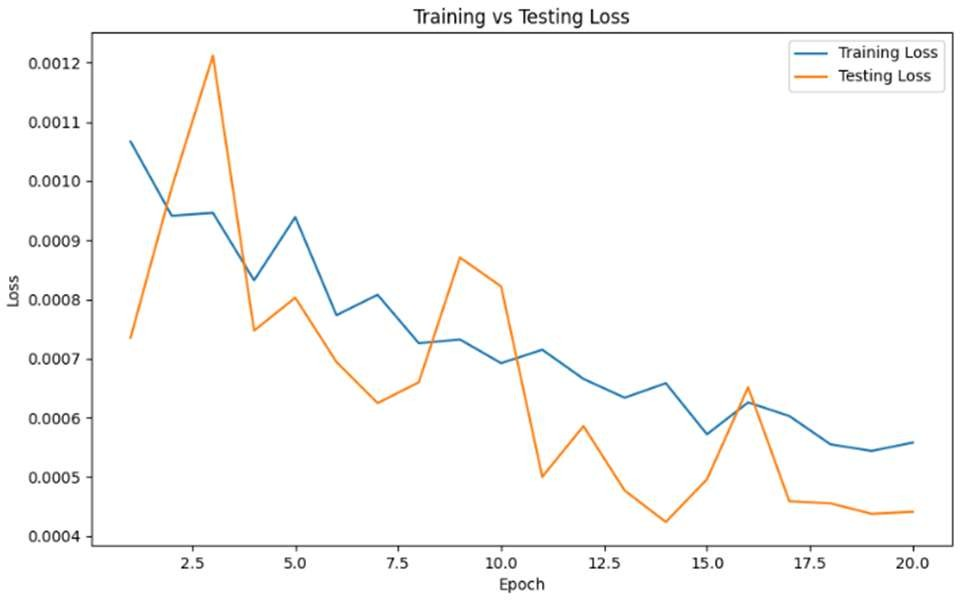 Training vs Testing Loss
Training Loss
Testing Loss
0.0012
0.0011
0.0010
0.0009
0.0008
0.0007
0.0006
0.0005
0.0004
Loss
2.5 5.0 7.5 10.0 12.5 15.0 17.5 20.0
Epoch